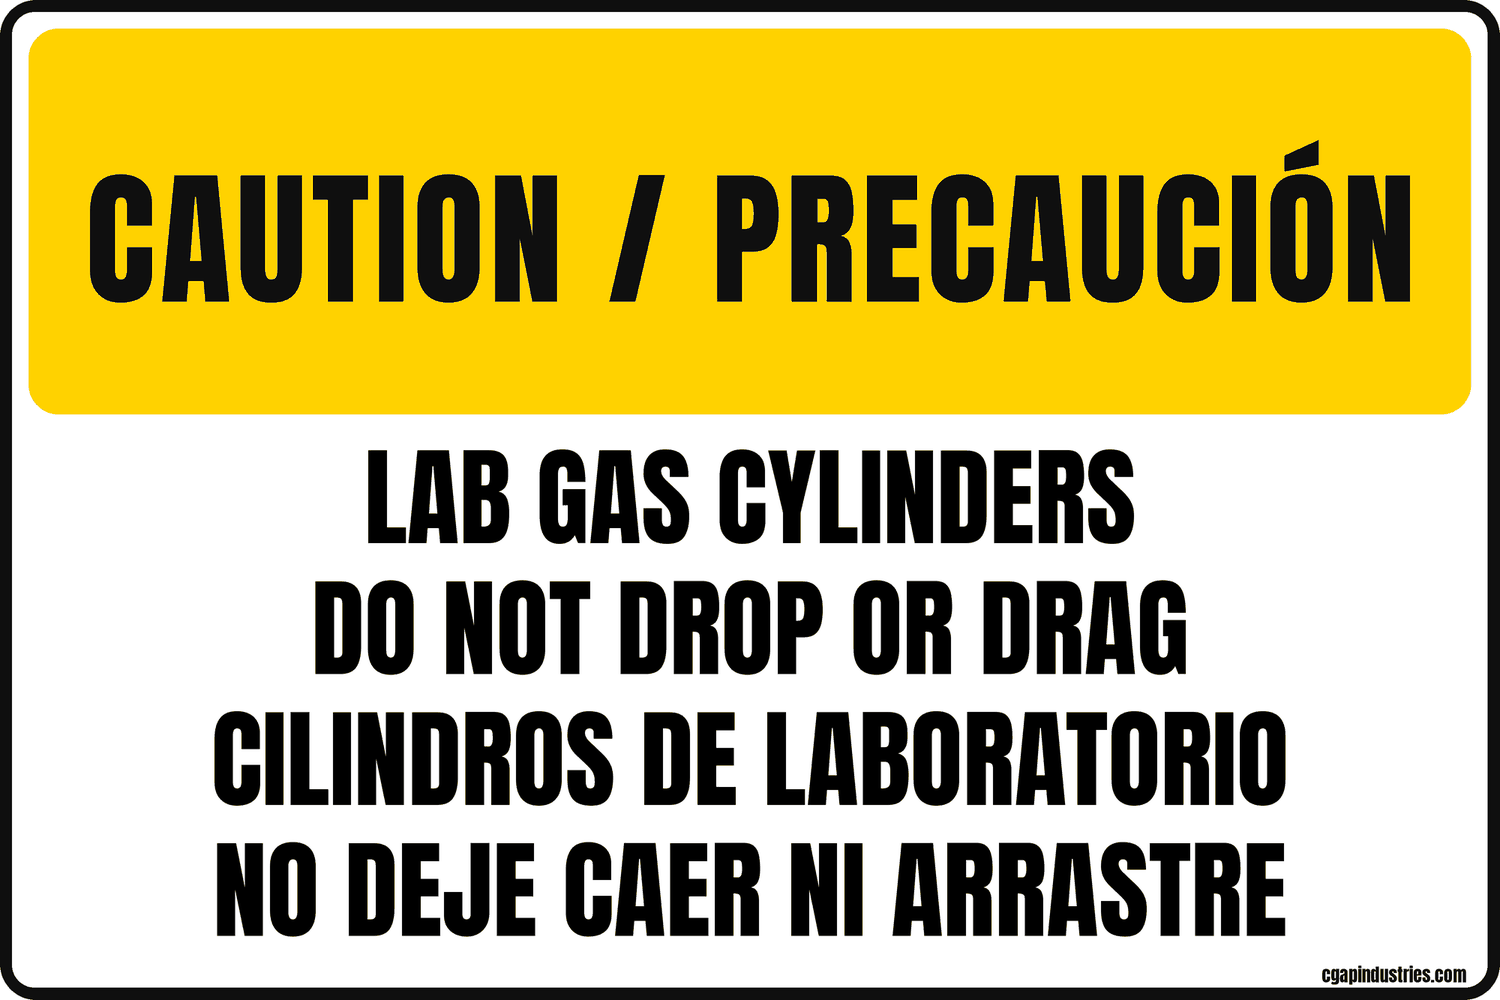 CAUTION / PRECAUCIÓN
LAB GAS CYLINDERS
DO NOT DROP OR DRAG
CILINDROS DE LABORATORIO
NO DEJE CAER NI ARRASTRE
cgapindustries.com